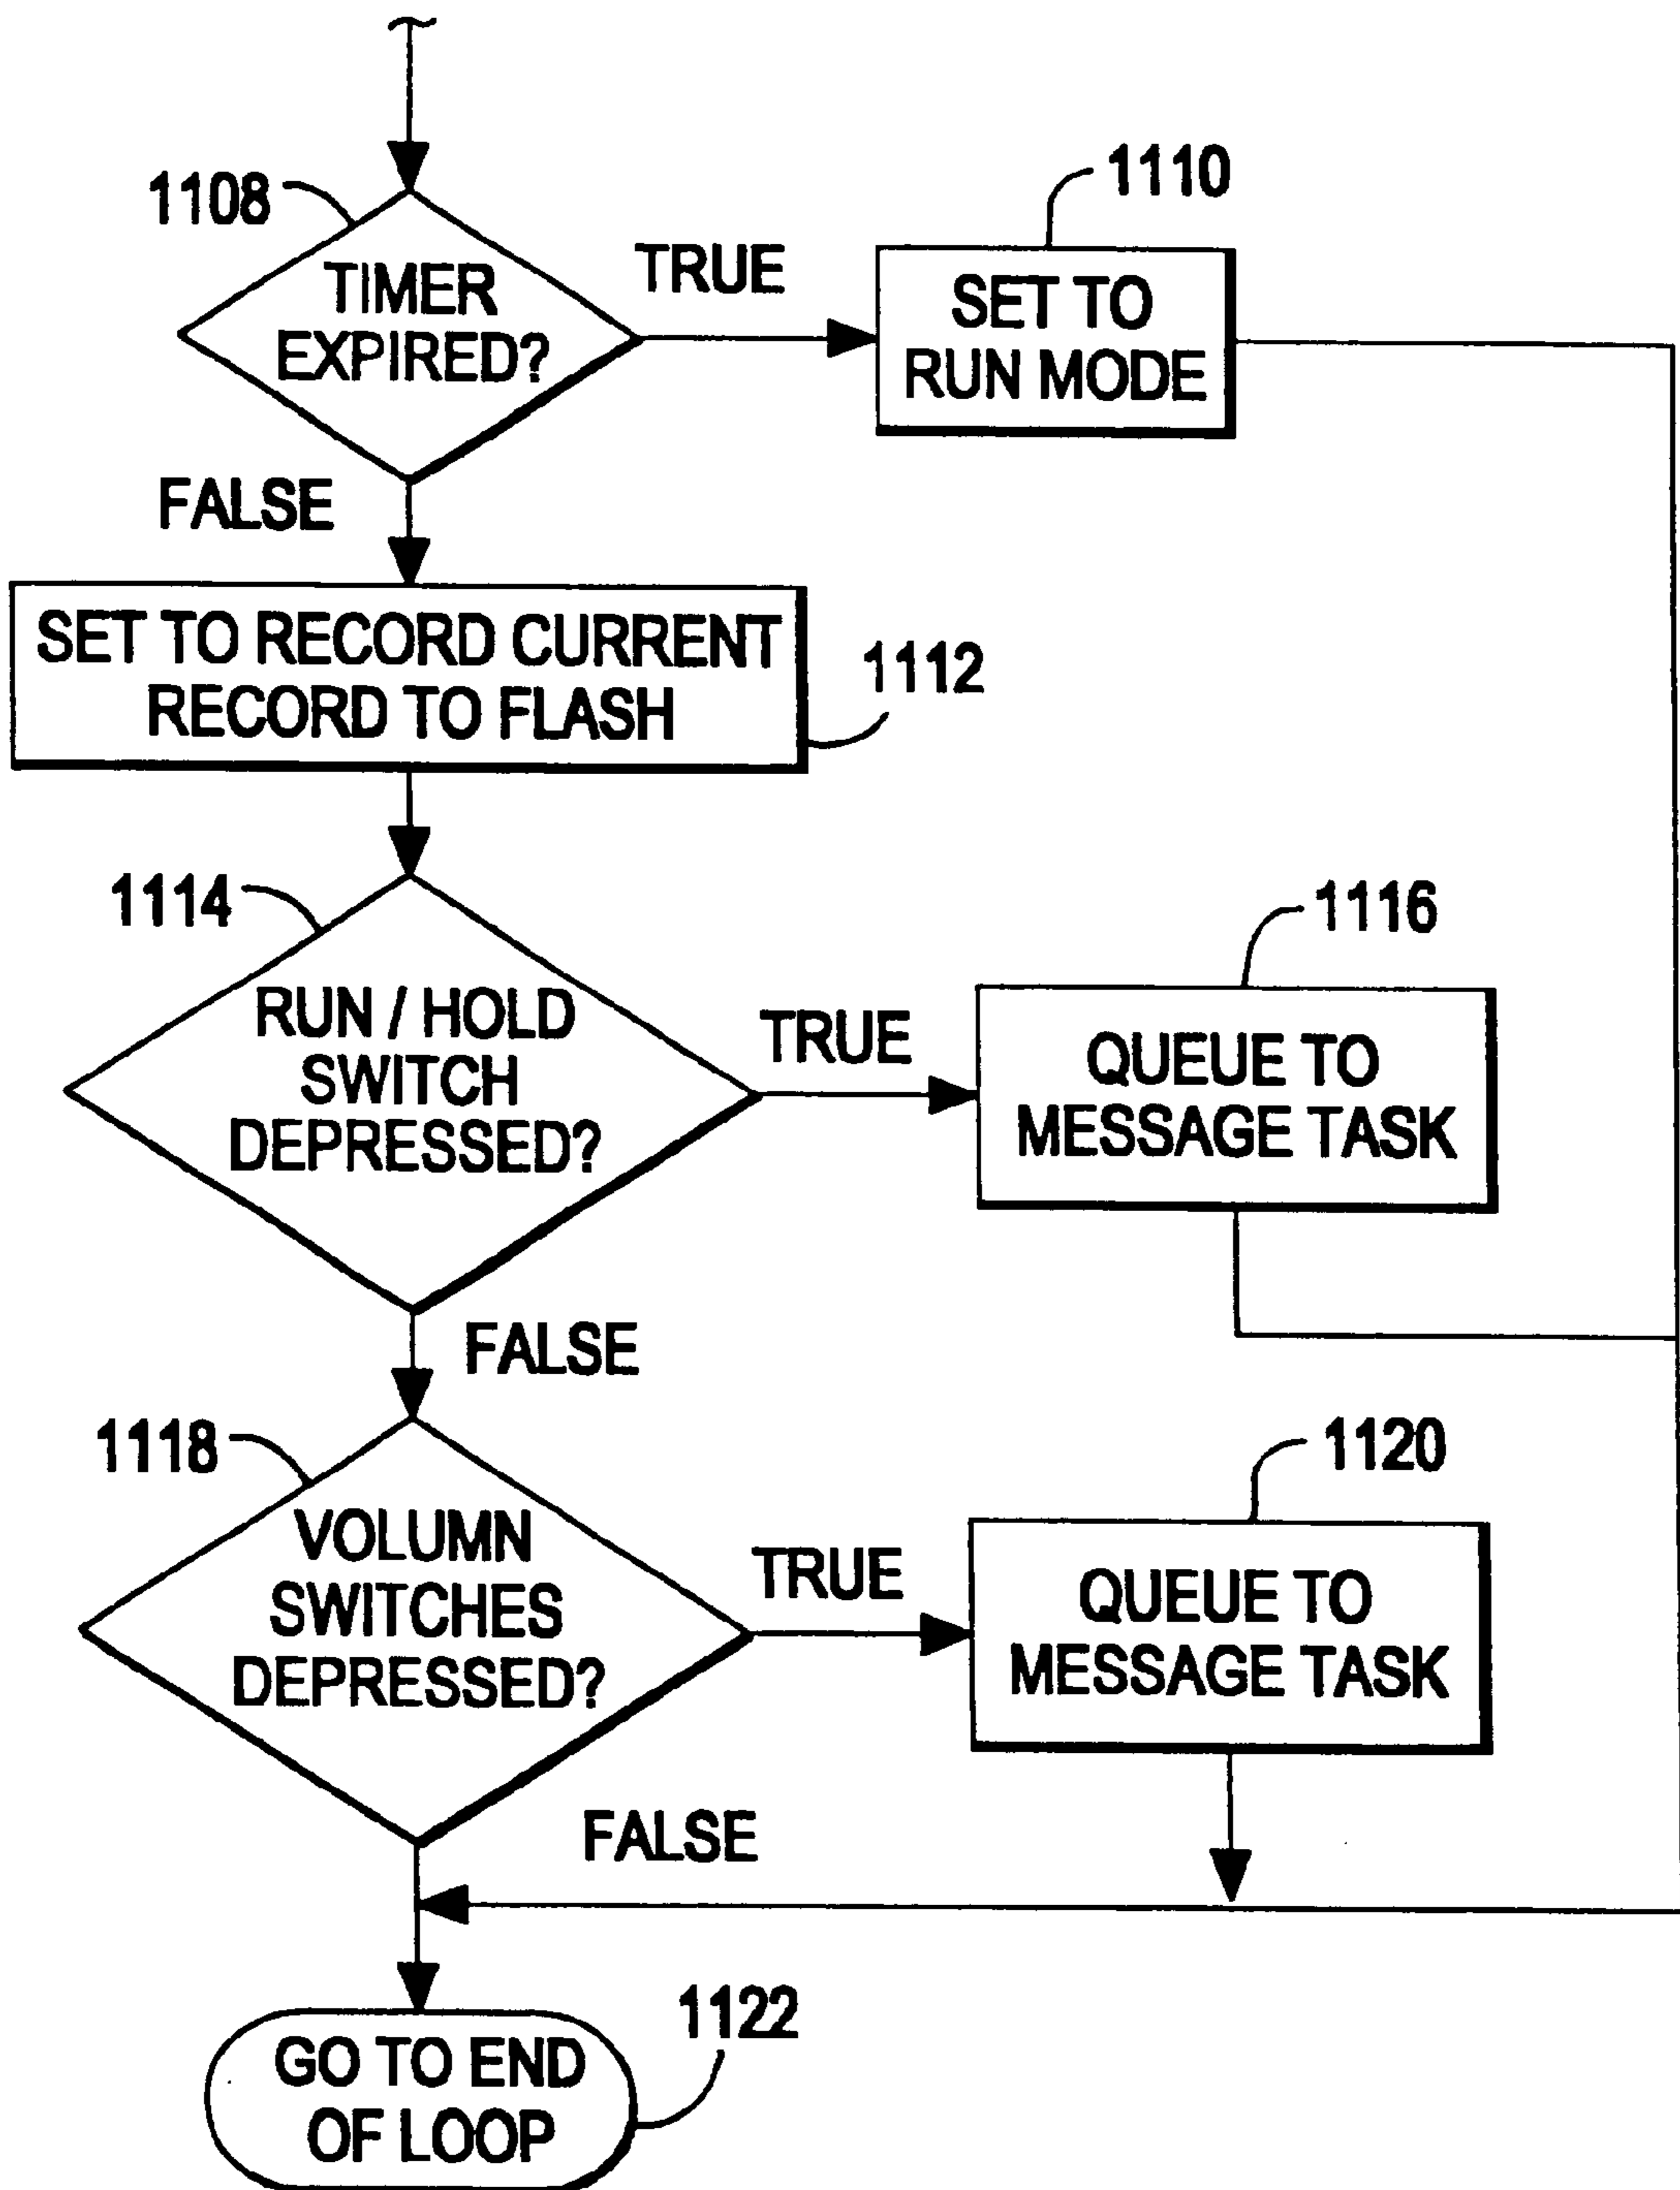 1108
TIMER
EXPIRED?
TRUE
1110
SET TO
RUN MODE
FALSE
SET TO RECORD CURRENT
RECORD TO FLASH
1112
1114
RUN / HOLD
SWITCH
DEPRESSED?
TRUE
1116
QUEUE TO
MESSAGE TASK
FALSE
1118
VOLUMN
SWITCHES
DEPRESSED?
TRUE
1120
QUEUE TO
MESSAGE TASK
FALSE
GO TO END
OF LOOP
1122